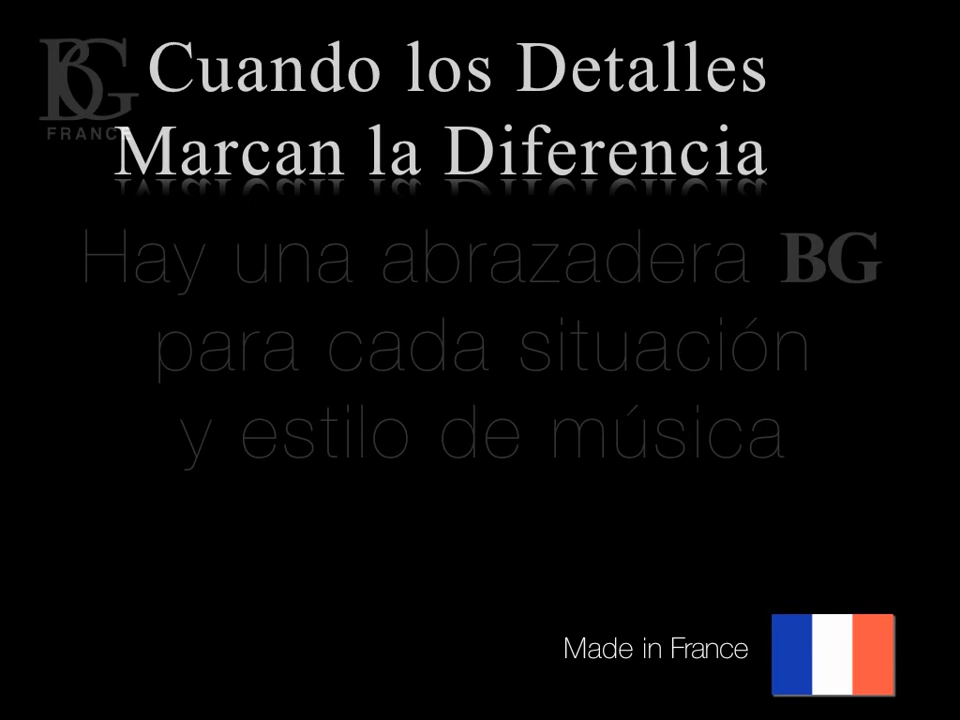 BG
FRANCE
Cuando los Detalles
Marcan la Diferencia
Hay una abrazadera BG
para cada situación
y estilo de música
Made in France